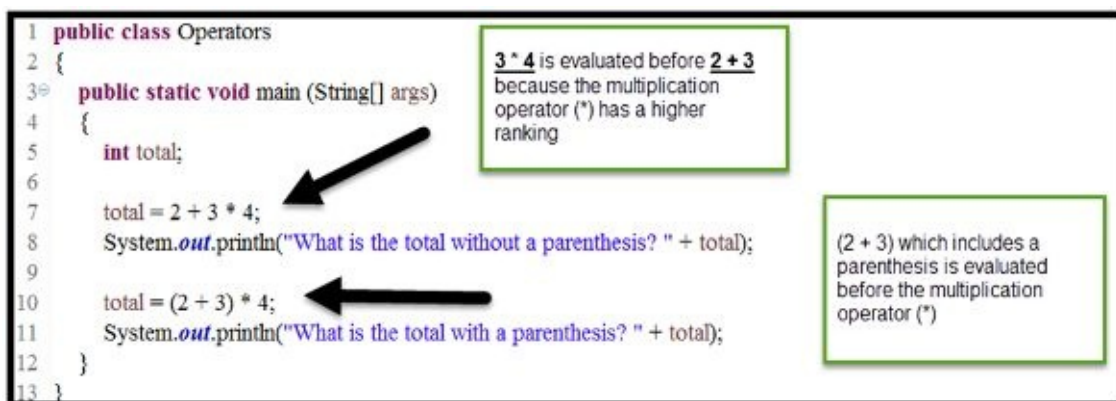 1 public class Operators
2 {
3 public static void main (String[] args)
4 {
5 int total;
6
7 total = 2 + 3 * 4;
8 System.out.println("What is the total without a parenthesis? " + total);
9
10 total = (2 + 3) * 4;
11 System.out.println("What is the total with a parenthesis? " + total);
12 }
13 }
3 * 4 is evaluated before 2 + 3
because the multiplication
operator (*) has a higher
ranking
(2 + 3) which includes a
parenthesis is evaluated
before the multiplication
operator (*)